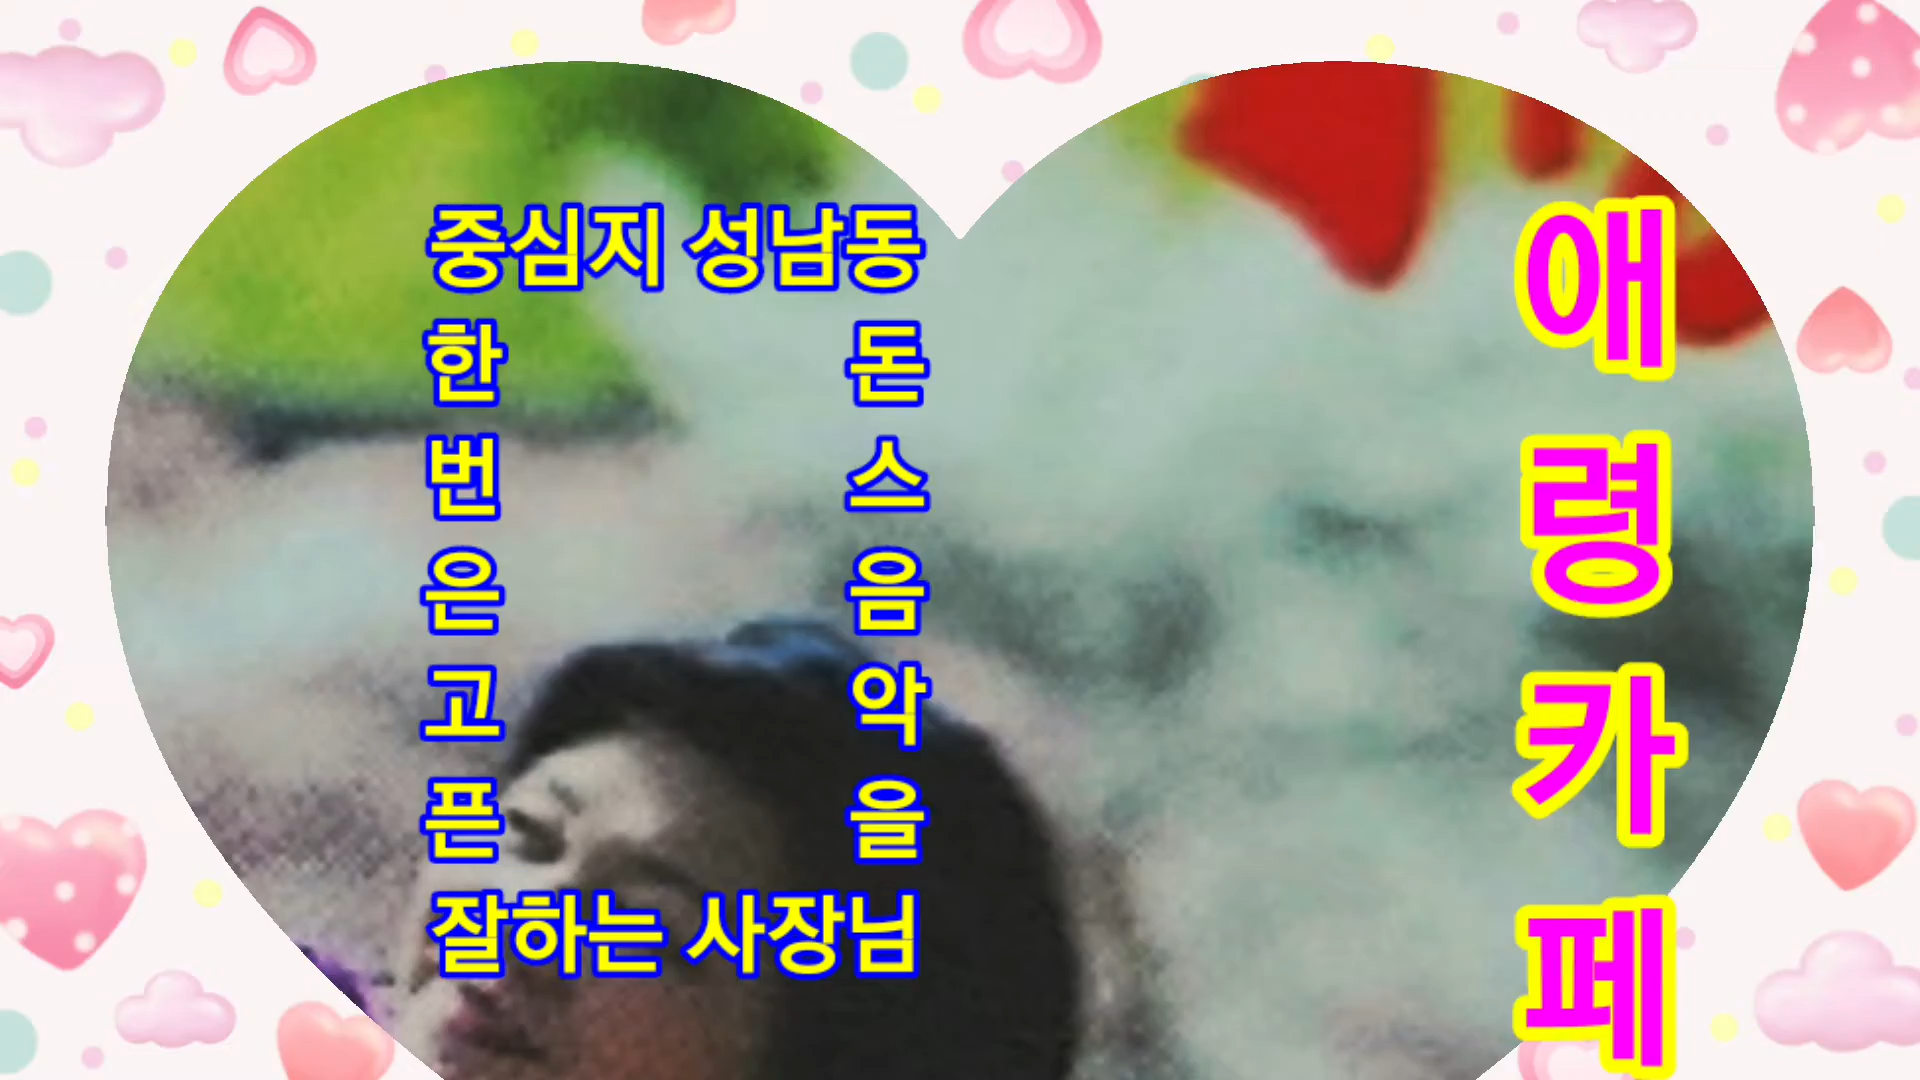 중심지 성남동
한 돈
번 스
은 음
고 악
픈 을
잘하는 사장님
애령카페